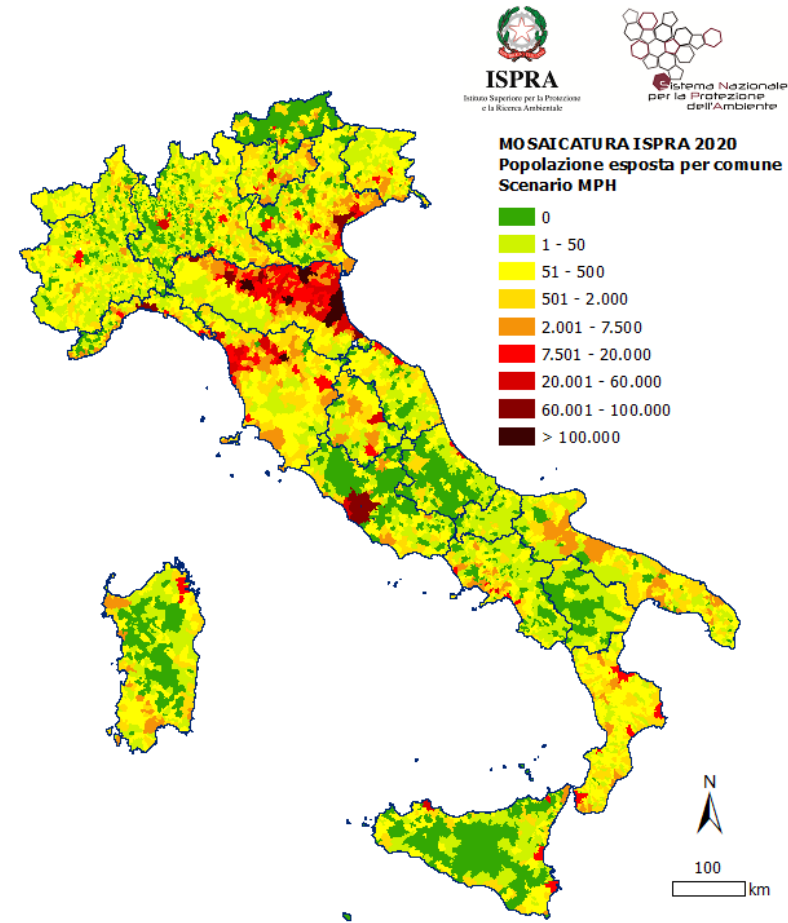 ISPRA
Istituto Superiore per la Protezione
e la Ricerca Ambientale
Sistema Nazionale
per la Protezione
dell'Ambiente
MOSAICATURA ISPRA 2020
Popolazione esposta per comune
Scenario MPH
0
1 - 50
51 - 500
501 - 2.000
2.001 - 7.500
7.501 - 20.000
20.001 - 60.000
60.001 - 100.000
> 100.000
N
100
km